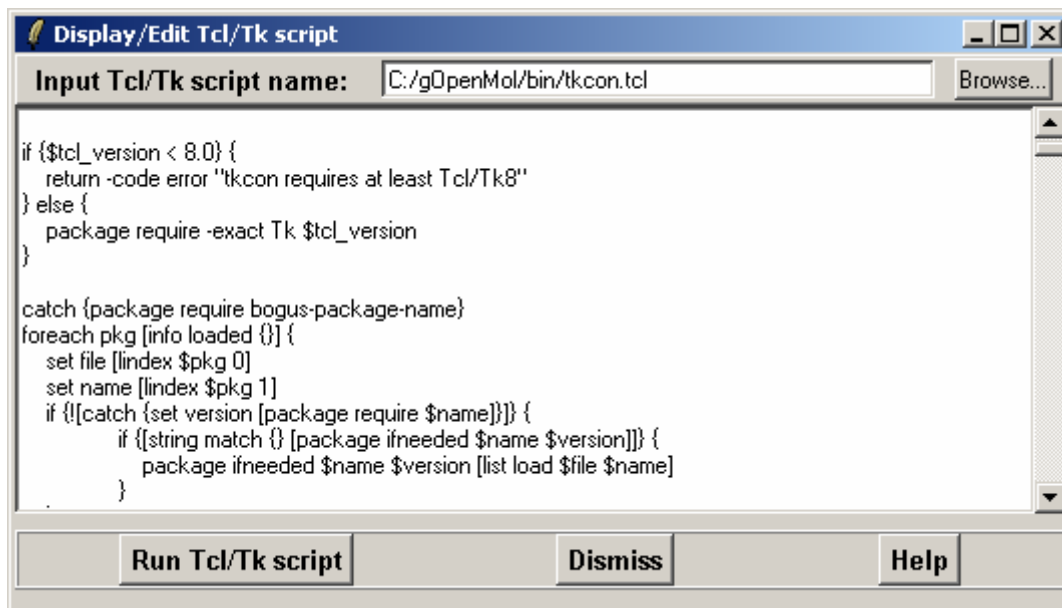 Display/Edit Tcl/Tk script
Input Tcl/Tk script name: C:/gOpenMol/bin/tkcon.tcl Browse...
if {$tcl_version < 8.0} {
return -code error "tkcon requires at least Tcl/Tk8"
} else {
package require -exact Tk $tcl_version
}
catch {package require bogus-package-name}
foreach pkg [info loaded {}] {
set file [lindex $pkg 0]
set name [lindex $pkg 1]
if {![catch {set version [package require $name]}]} {
if {[string match {} [package ifneeded $name $version]]} {
package ifneeded $name $version [list load $file $name]
}
Run Tcl/Tk script Dismiss Help